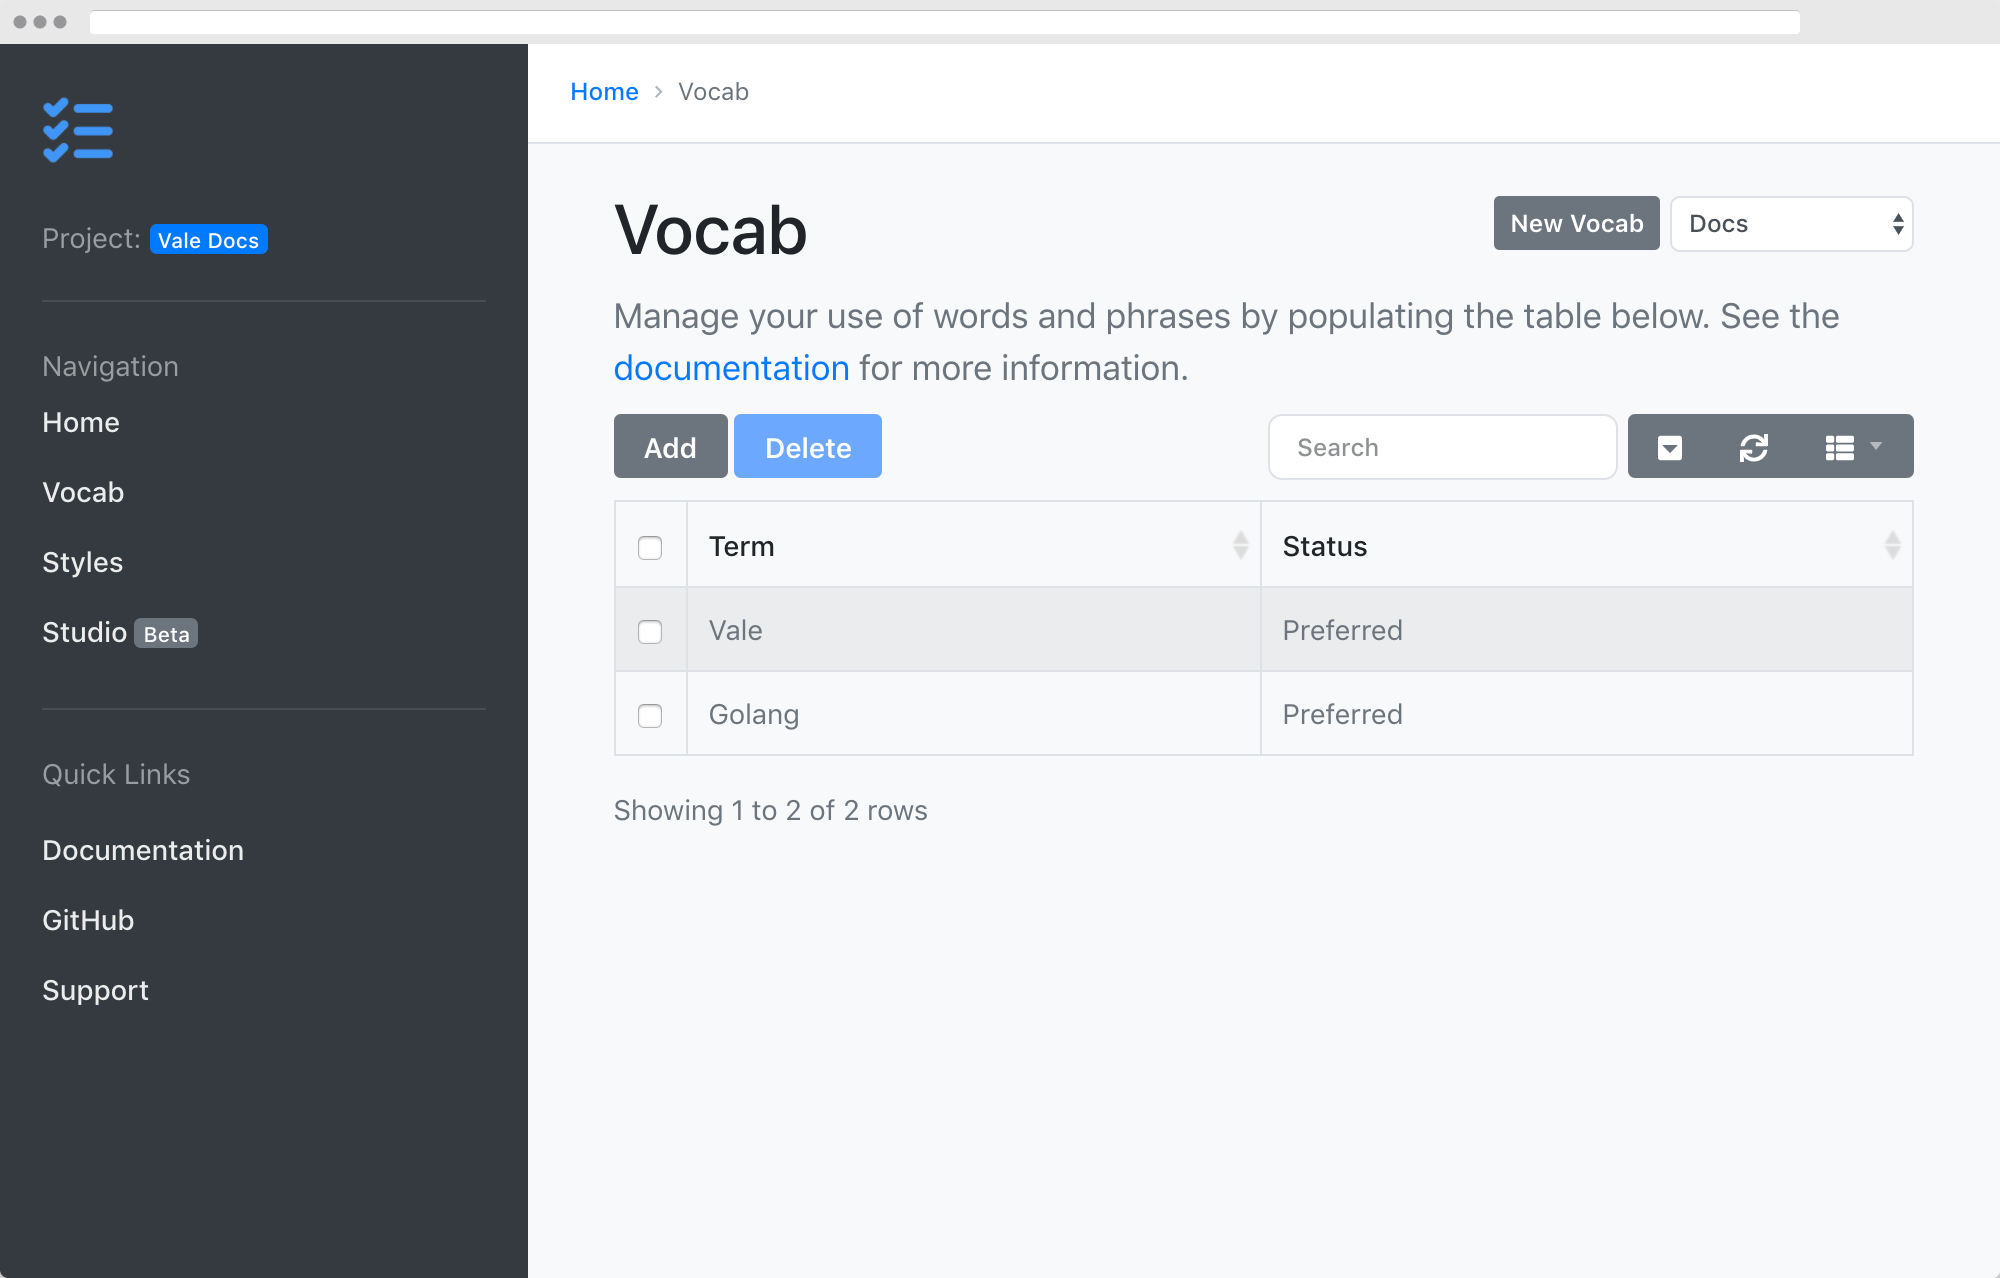 Project: Vale Docs
Navigation
Home
Vocab
Styles
Studio Beta
Quick Links
Documentation
GitHub
Support
Home > Vocab
Vocab
New Vocab
Docs
Manage your use of words and phrases by populating the table below. See the
documentation for more information.
Add Delete
Search
Term Status
Vale Preferred
Golang Preferred
Showing 1 to 2 of 2 rows